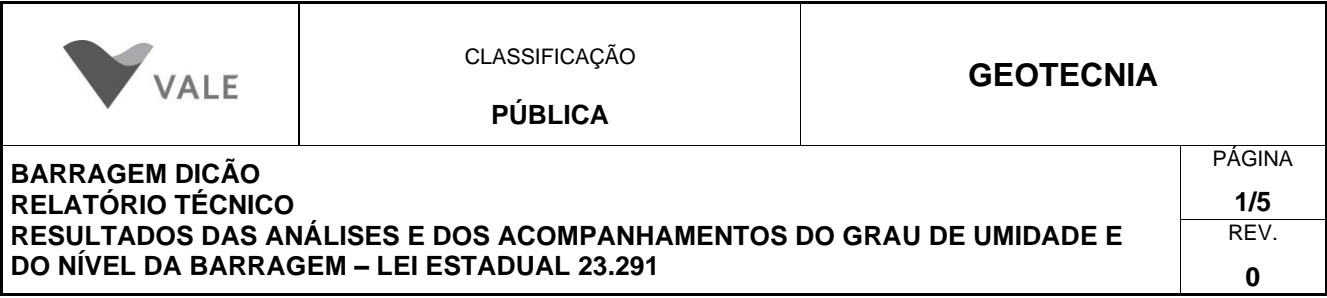 VALE
CLASSIFICAÇÃO
PÚBLICA
GEOTECNIA
BARRAGEM DICÃO
RELATÓRIO TÉCNICO
RESULTADOS DAS ANÁLISES E DOS ACOMPANHAMENTOS DO GRAU DE UMIDADE E
DO NÍVEL DA BARRAGEM – LEI ESTADUAL 23.291
PÁGINA
1/5
REV.
0